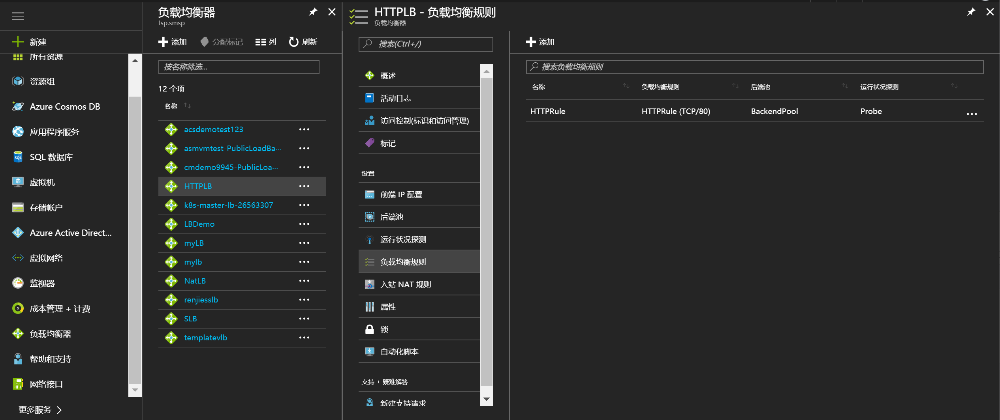 新建
所有资源
资源组
Azure Cosmos DB
应用程序服务
SQL 数据库
虚拟机
存储帐户
Azure Active Direct...
虚拟网络
监视器
成本管理 + 计费
负载均衡器
帮助和支持
网络接口
更多服务
负载均衡器
tsp.smsp
添加 分配标记 列 刷新
按名称筛选...
12 个项
名称
acsdemotest123
asmvmtest-PublicLoadBa...
cmdemo9945-PublicLoa...
HTTPLB
k8s-master-lb-26563307
LBDemo
myLB
mylb
NatLB
renjiesslb
SLB
templatevlb
HTTPLB - 负载均衡规则
负载均衡器
搜索(Ctrl+/)
概述
活动日志
访问控制(标识和访问管理)
标记
设置
前端 IP 配置
后端池
运行状况探测
负载均衡规则
入站 NAT 规则
属性
锁
自动化脚本
支持 + 疑难解答
新建支持请求
添加
搜索负载均衡规则
名称 负载均衡规则 后端池 运行状况探测
HTTPRule HTTPRule (TCP/80) BackendPool Probe